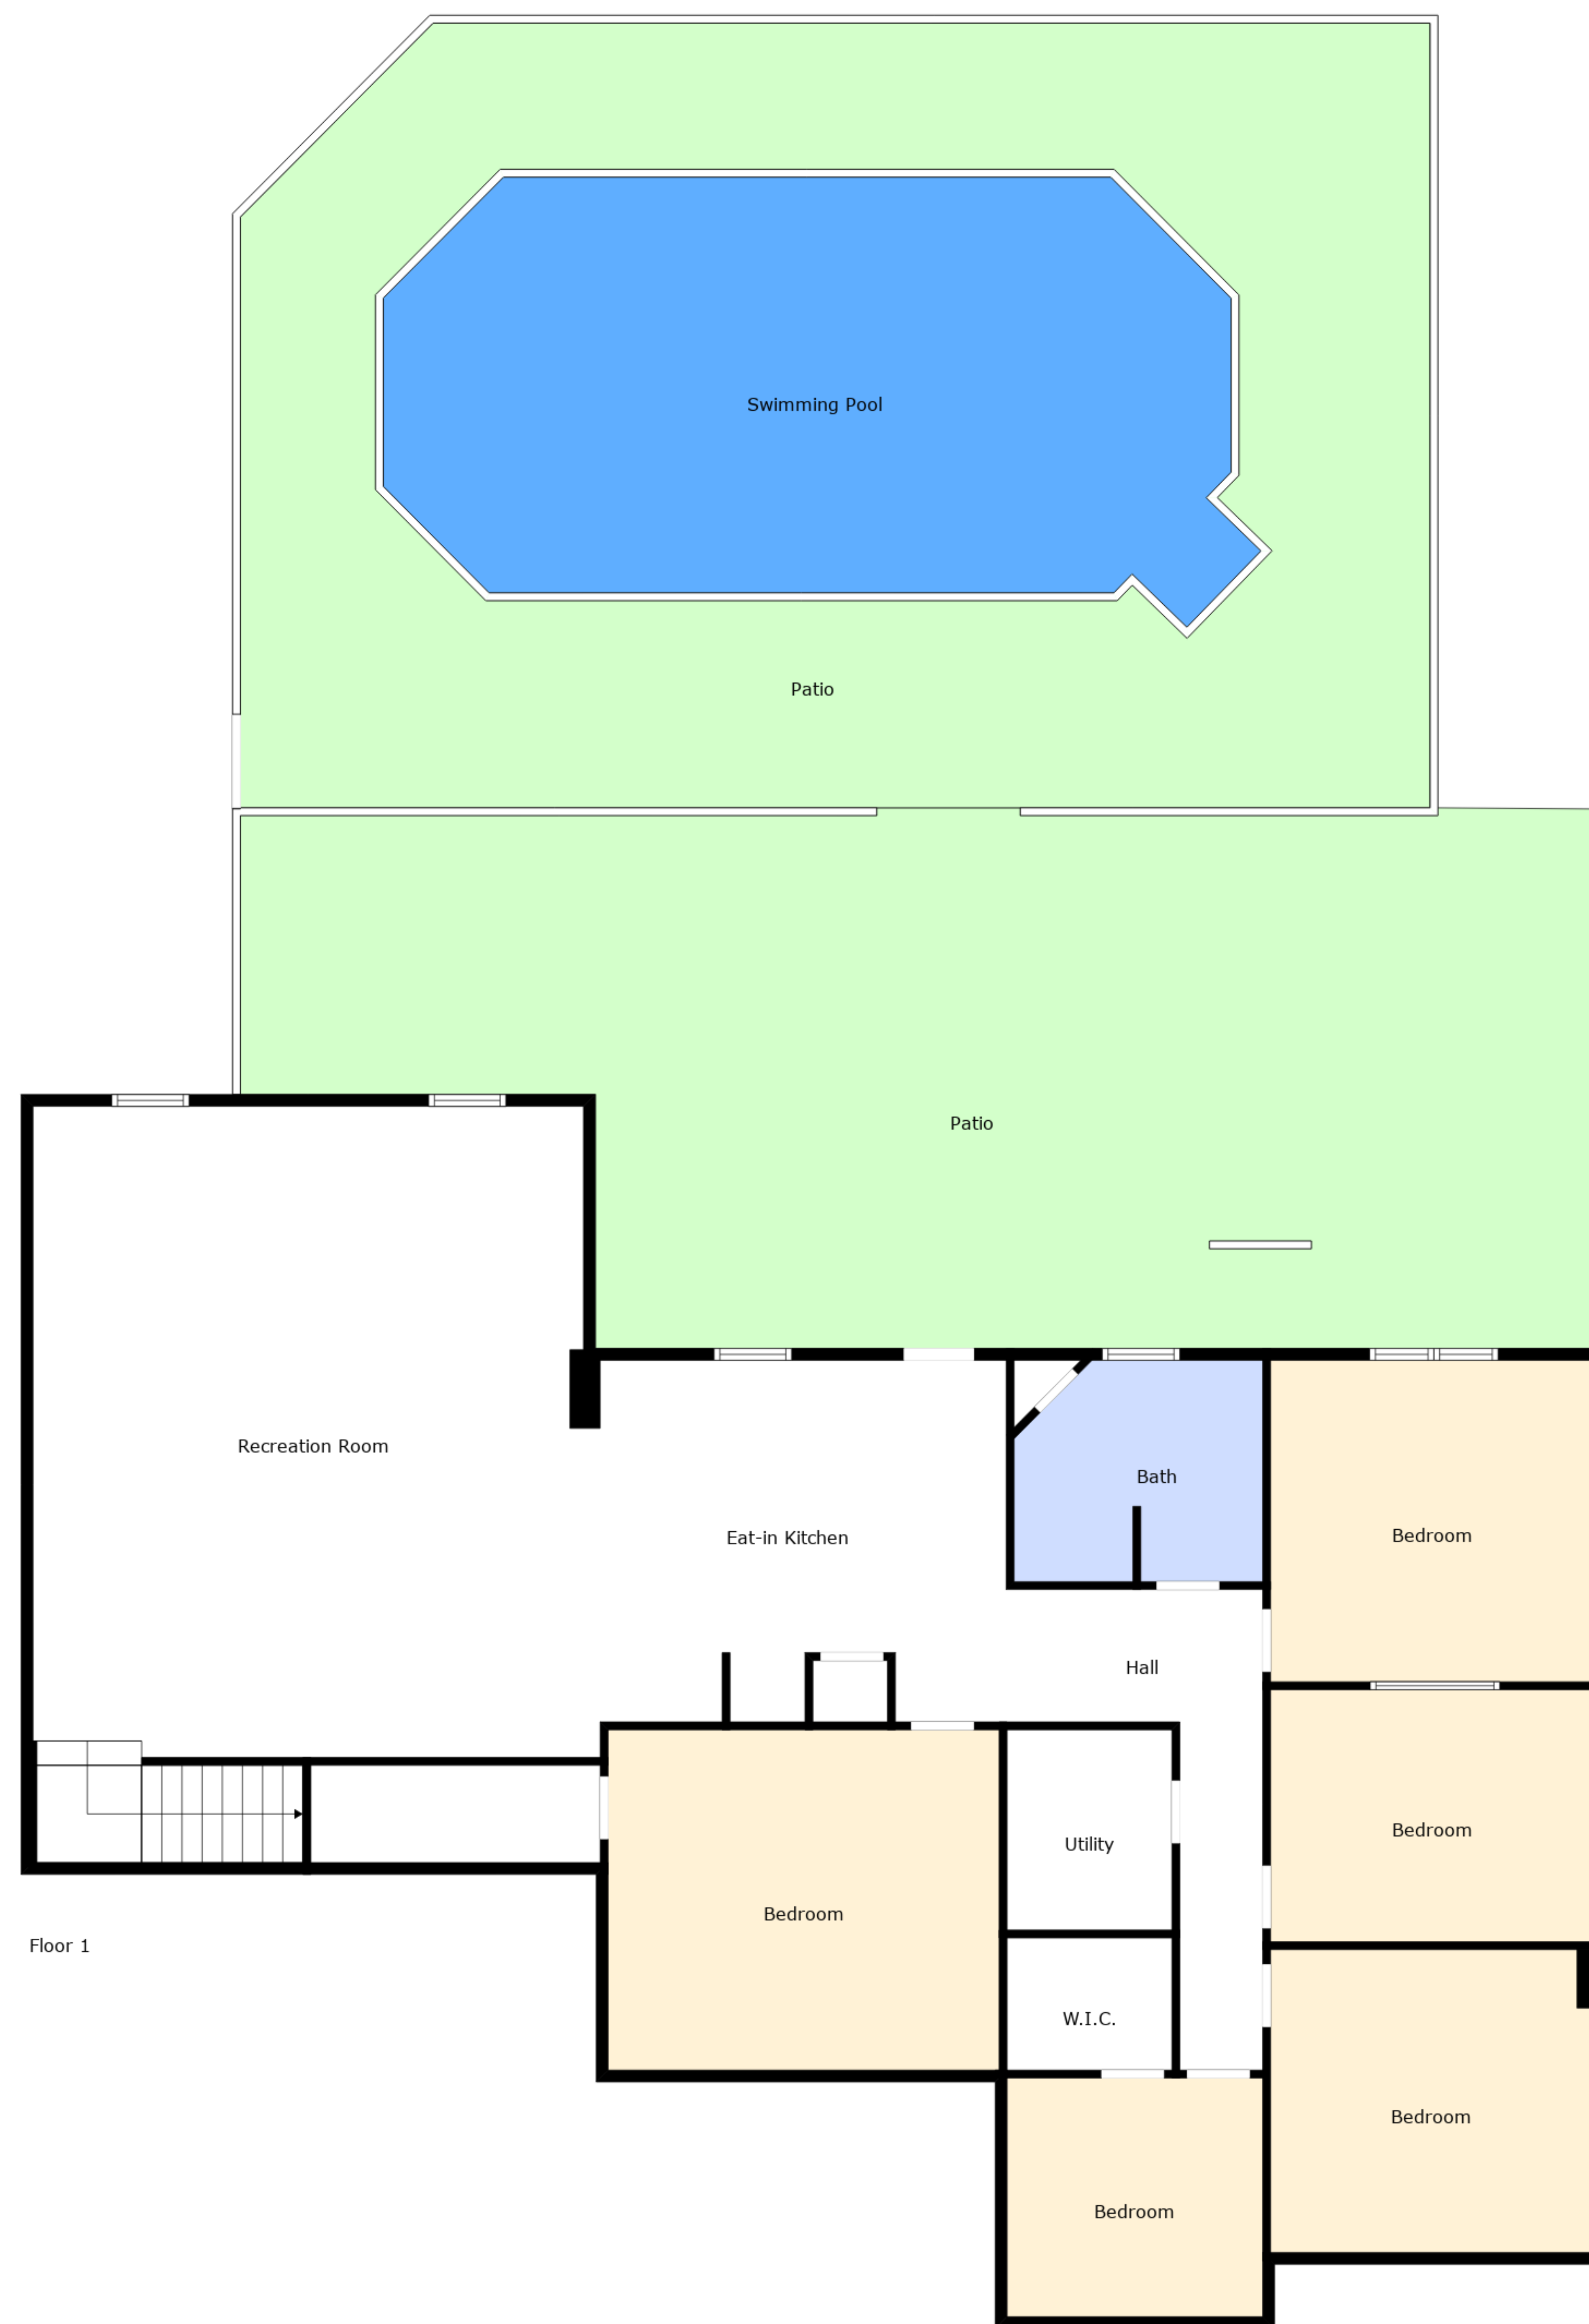 Swimming Pool
Patio
Patio
Recreation Room
Bath
Eat-in Kitchen
Bedroom
Hall
Utility
Bedroom
Bedroom
Floor 1
W.I.C.
Bedroom
Bedroom